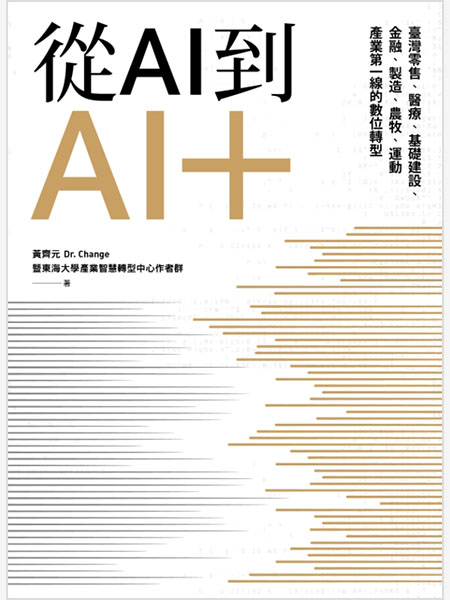 從AI到
AI+
臺灣零售、醫療、基礎建設、
金融、製造、農牧、運動
產業第一線的數位轉型
黃齊元 Dr. Change
暨東海大學產業智慧轉型中心作者群
著